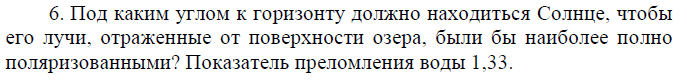 6. Под каким углом к горизонту должно находиться Солнце, чтобы
его лучи, отраженные от поверхности озера, были бы наиболее полно
поляризованными? Показатель преломления воды 1,33.